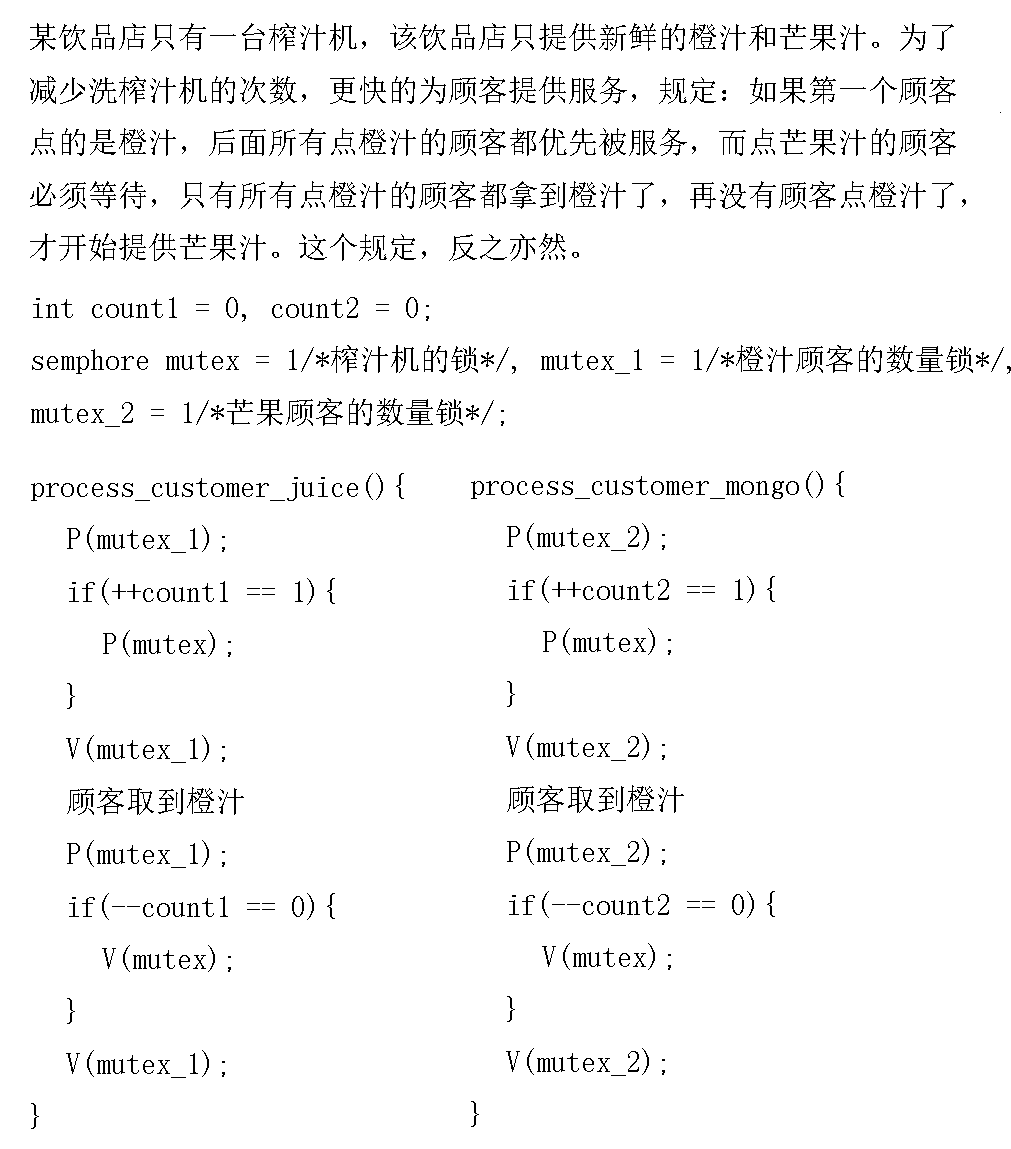 某饮品店只有一台榨汁机，该饮品店只提供新鲜的橙汁和芒果汁。为了
减少洗榨汁机的次数，更快的为顾客提供服务，规定：如果第一个顾客
点的是橙汁，后面所有点橙汁的顾客都优先被服务，而点芒果汁的顾客
必须等待，只有所有点橙汁的顾客都拿到橙汁了，再没有顾客点橙汁了，
才开始提供芒果汁。这个规定，反之亦然。
int count1 = 0, count2 = 0;
semphore mutex = 1/*榨汁机的锁*/, mutex_1 = 1/*橙汁顾客的数量锁*/,
mutex_2 = 1/*芒果顾客的数量锁*/;
process_customer_juice(){
P(mutex_1);
if(++count1 == 1){
P(mutex);
}
V(mutex_1);
顾客取到橙汁
P(mutex_1);
if(--count1 == 0){
V(mutex);
}
V(mutex_1);
}
process_customer_mongo(){
P(mutex_2);
if(++count2 == 1){
P(mutex);
}
V(mutex_2);
顾客取到橙汁
P(mutex_2);
if(--count2 == 0){
V(mutex);
}
V(mutex_2);
}